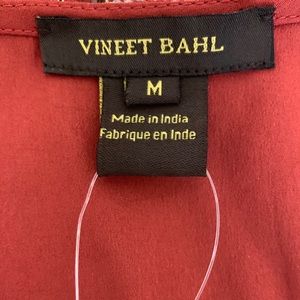 VINEET BAHL
M
Made in India
Fabrique en Inde